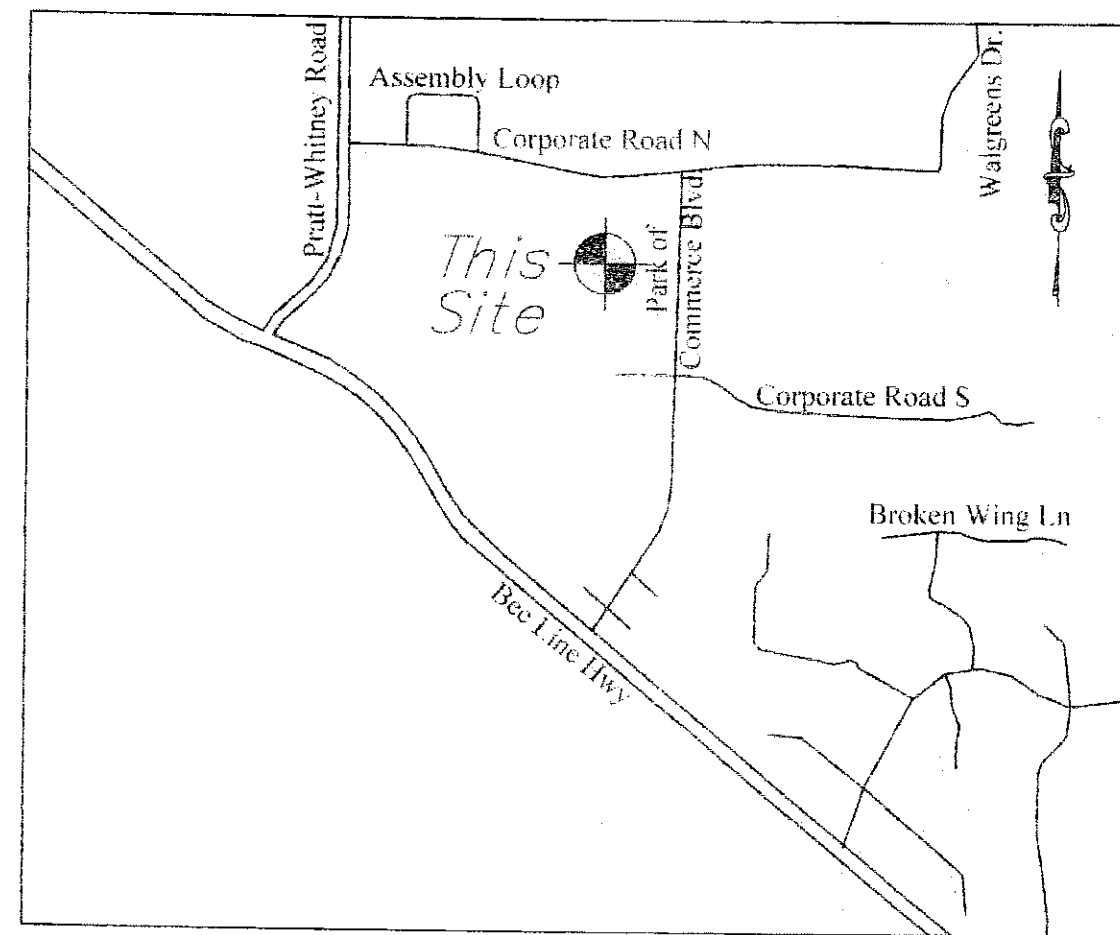 Pratt-Whitney Road
Assembly Loop
Corporate Road N
Walgreens Dr.
This
Site
Park of
Commerce Blvd
Corporate Road S
Broken Wing Ln
Bee Line Hwy